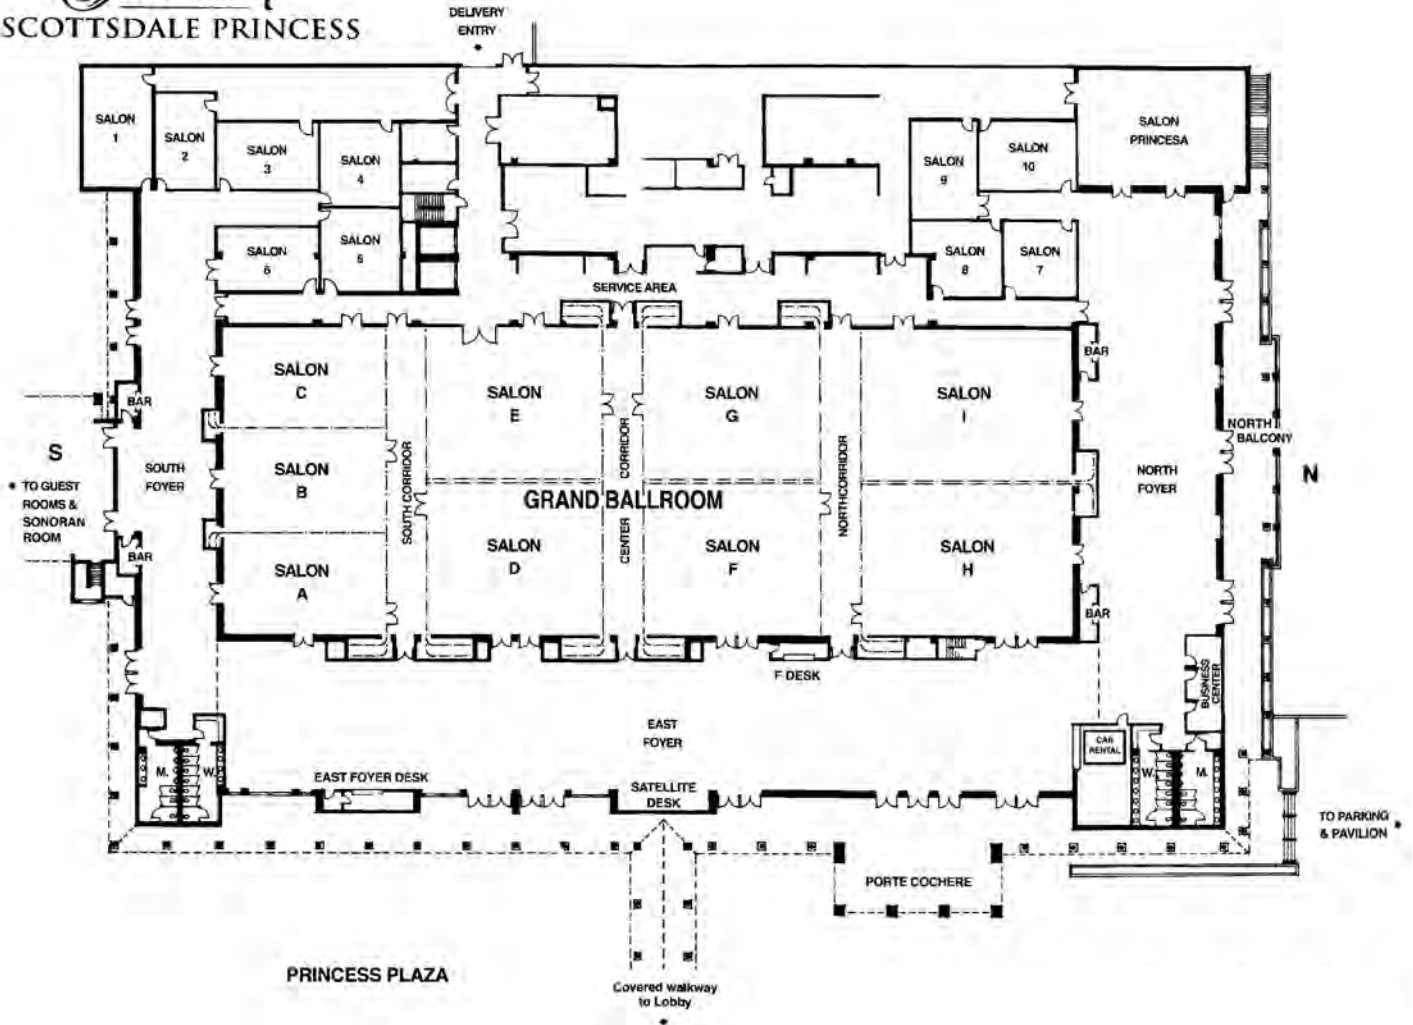 SCOTTSDALE PRINCESS
DELIVERY
ENTRY
SALON
1
SALON
2
SALON
3
SALON
4
SALON
5
SALON
6
SALON
9
SALON
10
SALON
PRINCESA
SALON
8
SALON
7
SERVICE AREA
SALON
C
SALON
B
SALON
A
SALON
E
SALON
D
SALON
G
SALON
F
SALON
I
SALON
H
GRAND BALLROOM
SOUTH CORRIDOR
CENTER CORRIDOR
NORTHCORRIDOR
BAR
BAR
BAR
BAR
S
* TO GUEST
ROOMS &
SONORAN
ROOM
SOUTH
FOYER
NORTH
FOYER
NORTH
BALCONY
N
F DESK
BUSINESS
CENTER
EAST
FOYER
CAR
RENTAL
M.
W.
W.
M.
EAST FOYER DESK
SATELLITE
DESK
TO PARKING
& PAVILION *
PORTE COCHERE
PRINCESS PLAZA
Covered walkway
to Lobby